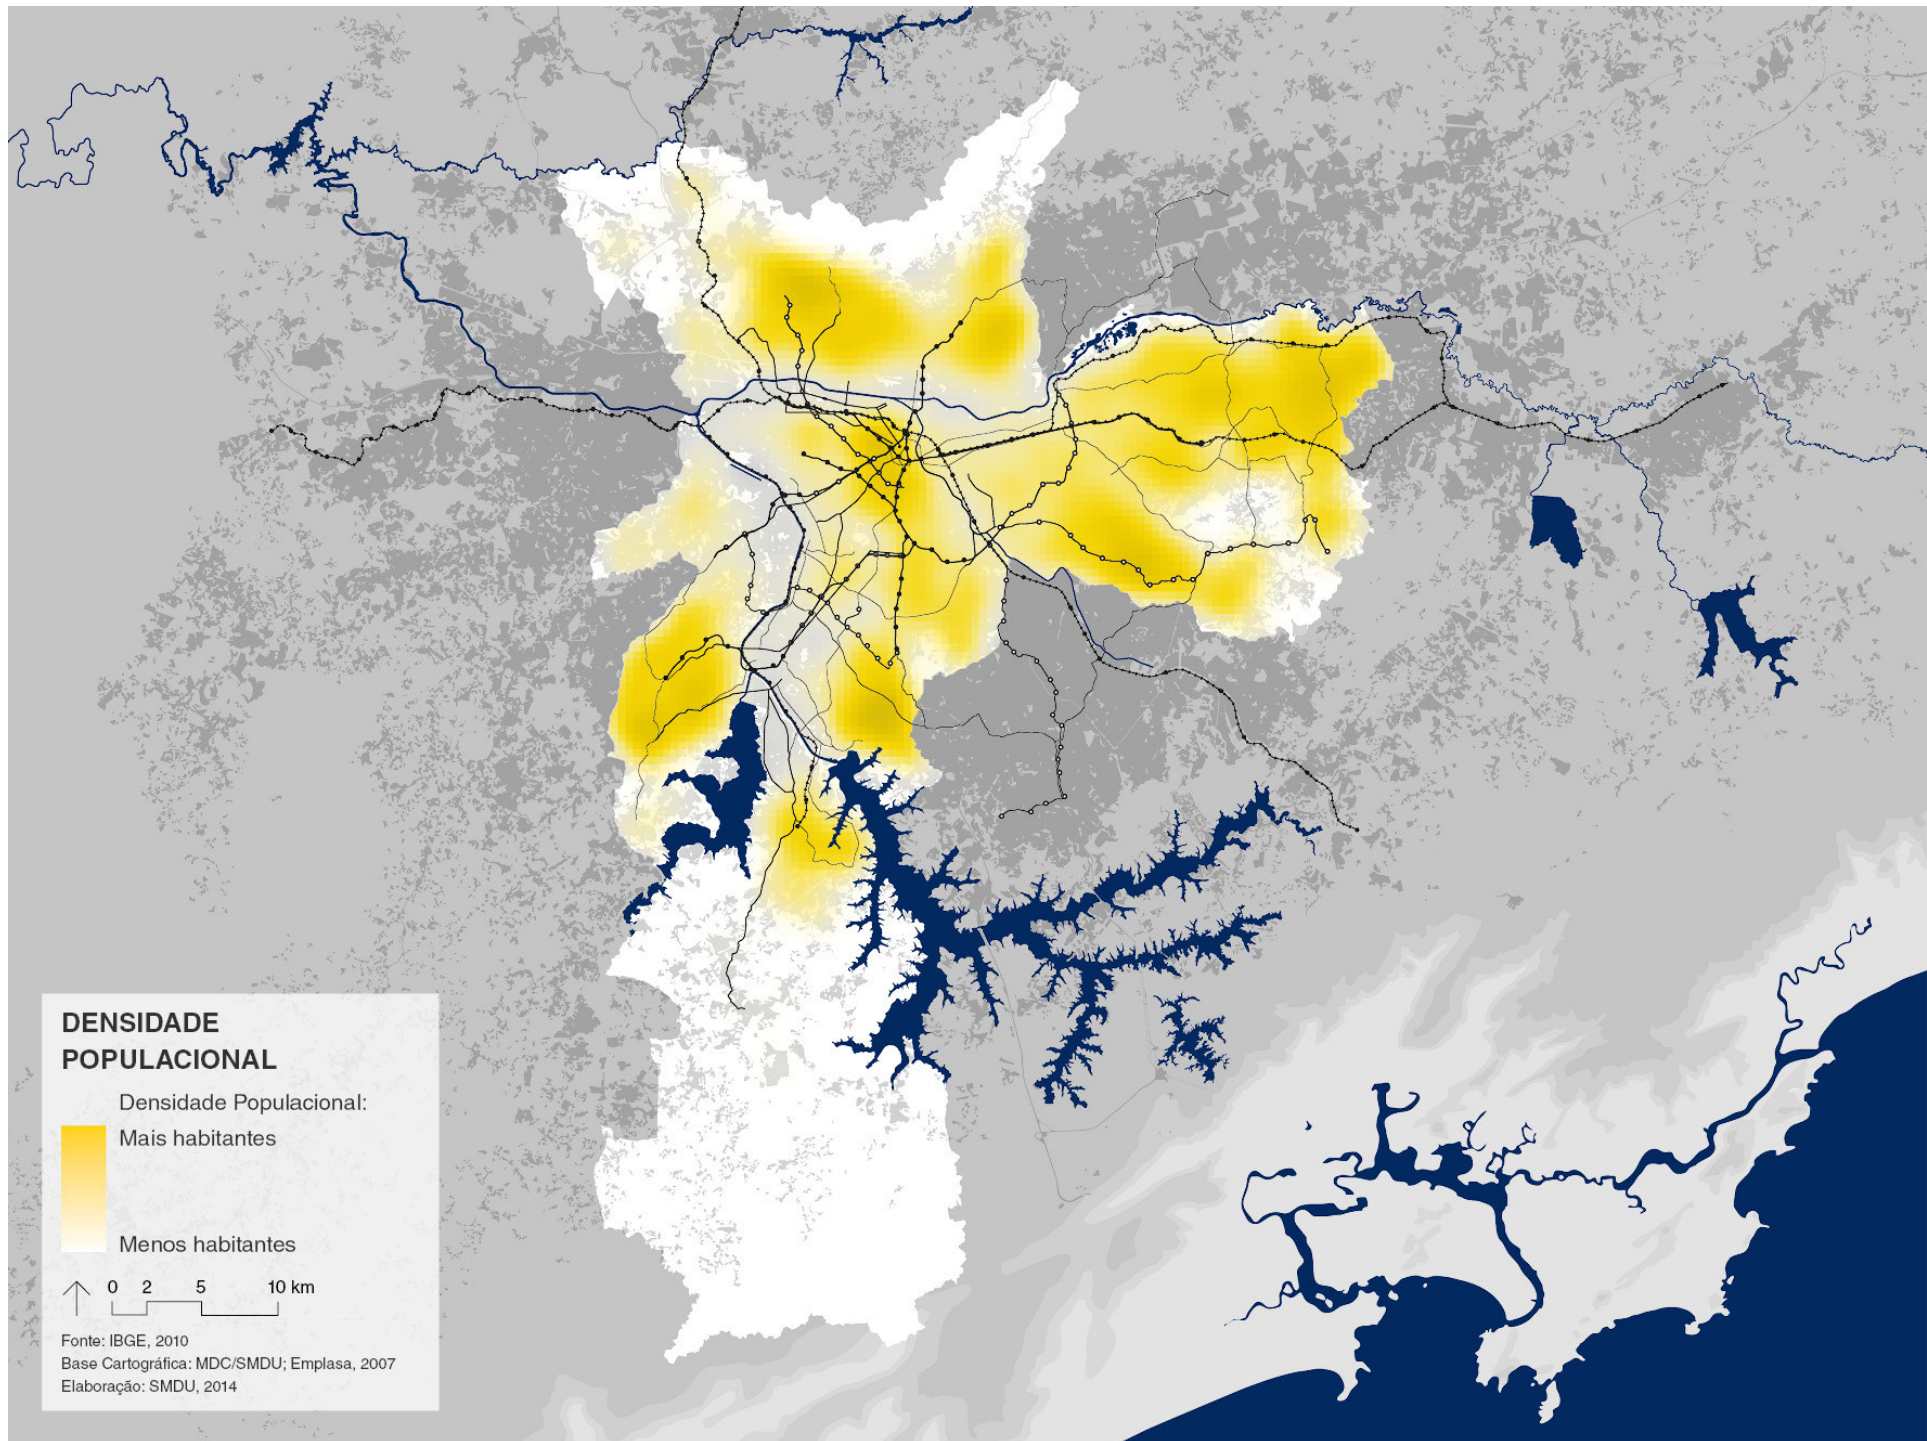 DENSIDADE
POPULACIONAL
Densidade Populacional:
Mais habitantes
Menos habitantes
0 2 5 10 km
Fonte: IBGE, 2010
Base Cartográfica: MDC/SMDU; Emplasa, 2007
Elaboração: SMDU, 2014